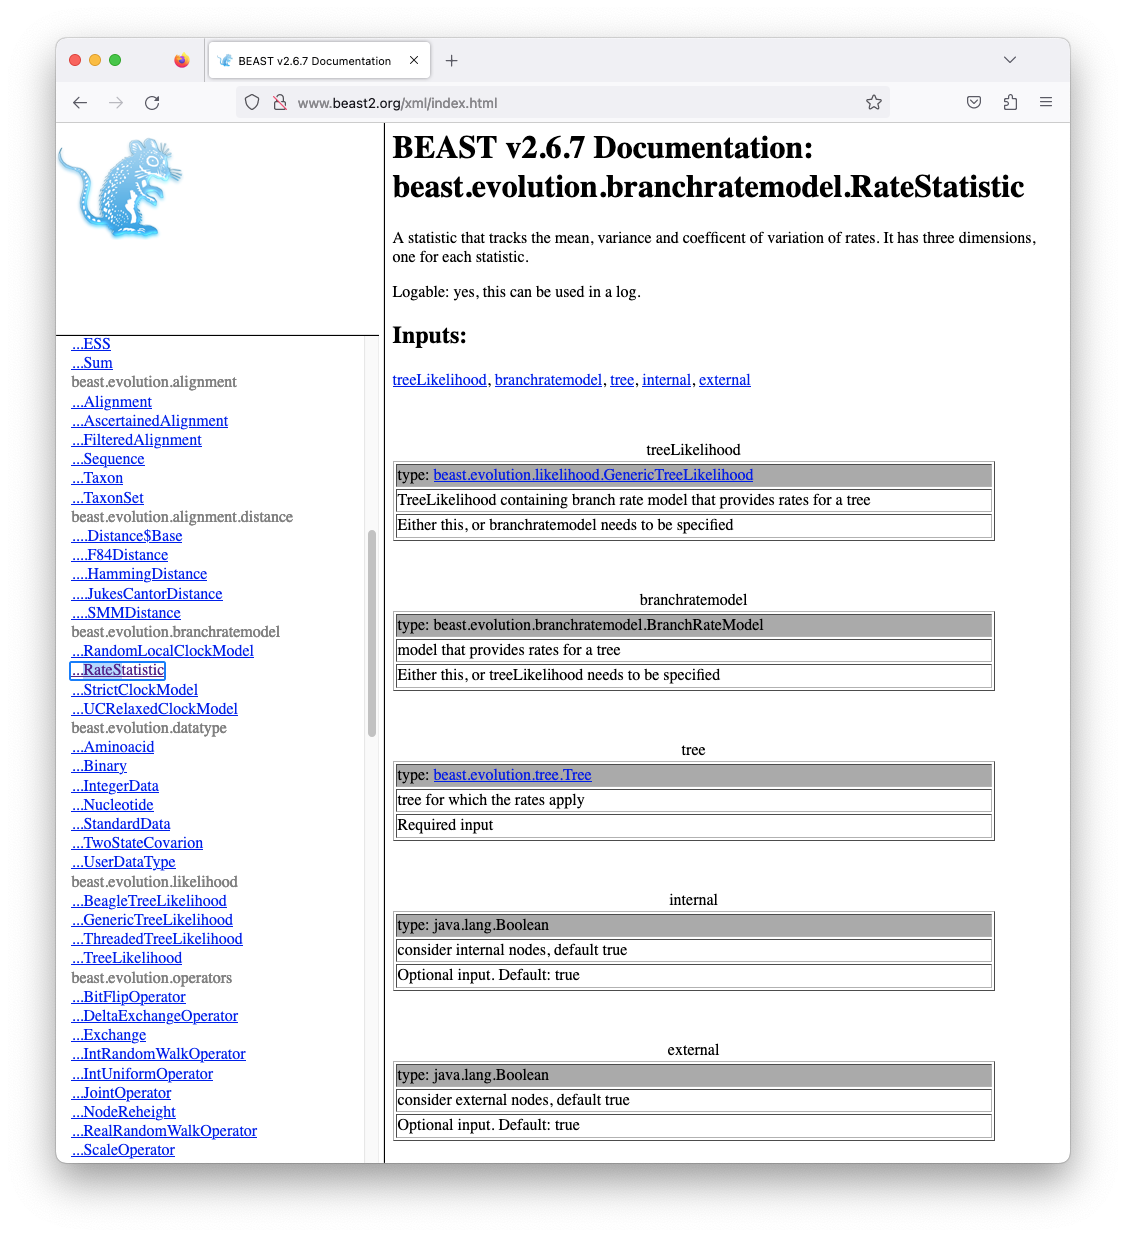 BEAST v2.6.7 Documentation
www.beast2.org/xml/index.html
...ESS
...Sum
beast.evolution.alignment
...Alignment
...AscertainedAlignment
...FilteredAlignment
...Sequence
...Taxon
...TaxonSet
beast.evolution.alignment.distance
....Distance$Base
....F84Distance
....HammingDistance
....JukesCantorDistance
....SMMDistance
beast.evolution.branchratemodel
...RandomLocalClockModel
...RateStatistic
...StrictClockModel
...UCRelaxedClockModel
beast.evolution.datatype
...Aminoacid
...Binary
...IntegerData
...Nucleotide
...StandardData
...TwoStateCovarion
...UserDataType
beast.evolution.likelihood
...BeagleTreeLikelihood
...GenericTreeLikelihood
...ThreadedTreeLikelihood
...TreeLikelihood
beast.evolution.operators
...BitFlipOperator
...DeltaExchangeOperator
...Exchange
...IntRandomWalkOperator
...IntUniformOperator
...JointOperator
...NodeReheight
...RealRandomWalkOperator
...ScaleOperator
BEAST v2.6.7 Documentation:
beast.evolution.branchratemodel.RateStatistic
A statistic that tracks the mean, variance and coefficent of variation of rates. It has three dimensions,
one for each statistic.
Logable: yes, this can be used in a log.
Inputs:
treeLikelihood, branchratemodel, tree, internal, external
treeLikelihood
type: beast.evolution.likelihood.GenericTreeLikelihood
TreeLikelihood containing branch rate model that provides rates for a tree
Either this, or branchratemodel needs to be specified
branchratemodel
type: beast.evolution.branchratemodel.BranchRateModel
model that provides rates for a tree
Either this, or treeLikelihood needs to be specified
tree
type: beast.evolution.tree.Tree
tree for which the rates apply
Required input
internal
type: java.lang.Boolean
consider internal nodes, default true
Optional input. Default: true
external
type: java.lang.Boolean
consider external nodes, default true
Optional input. Default: true